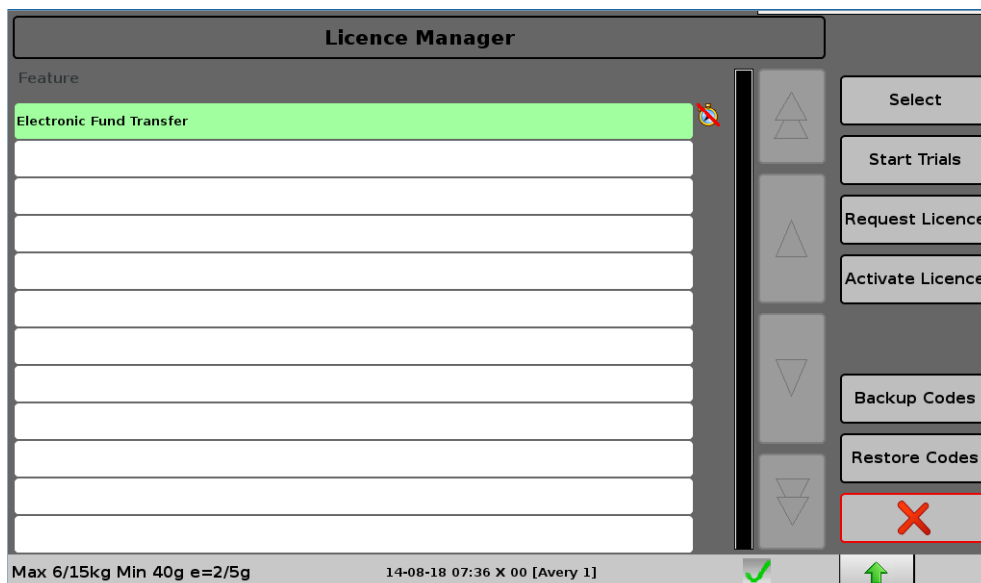 Licence Manager
Feature
Electronic Fund Transfer
Select
Start Trials
Request Licence
Activate Licence
Backup Codes
Restore Codes
Max 6/15kg Min 40g e=2/5g
14-08-18 07:36 X 00 [Avery 1]